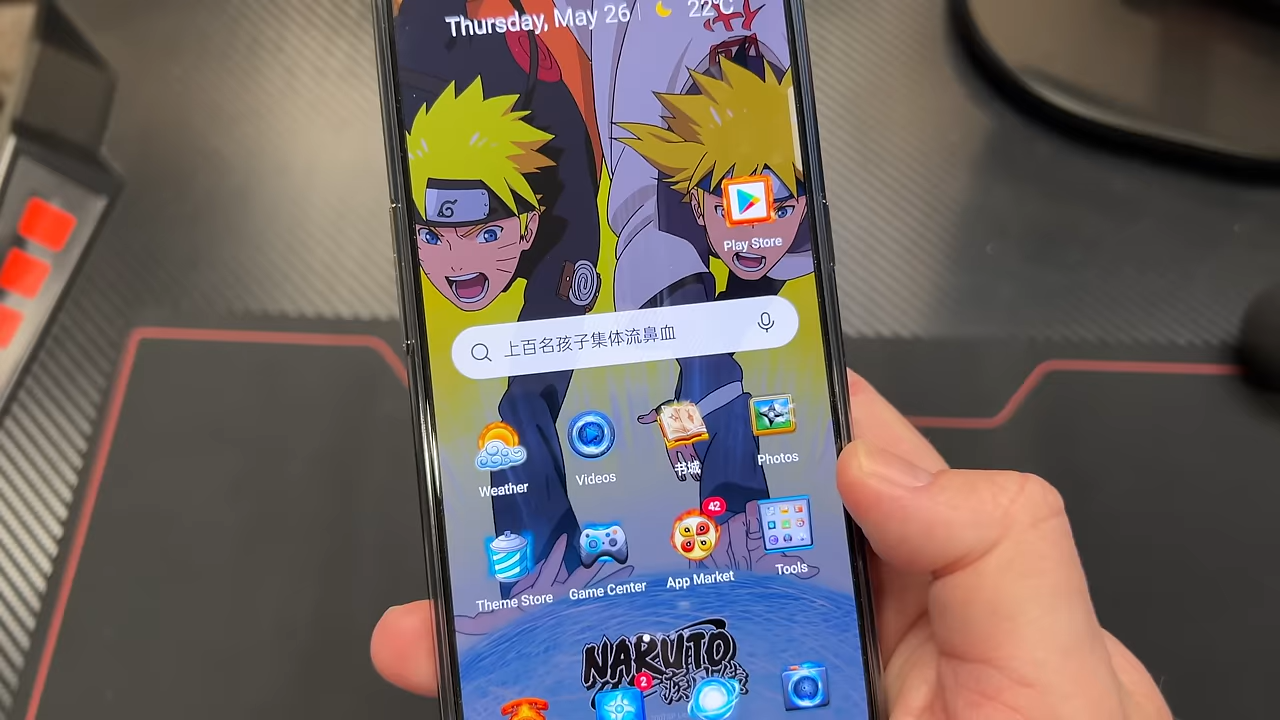 Thursday, May 26 | 22°C
Play Store
上百名孩子集体流鼻血
Weather
Videos
书城
Photos
42
Theme Store
Game Center
App Market
Tools
NARUTO
2